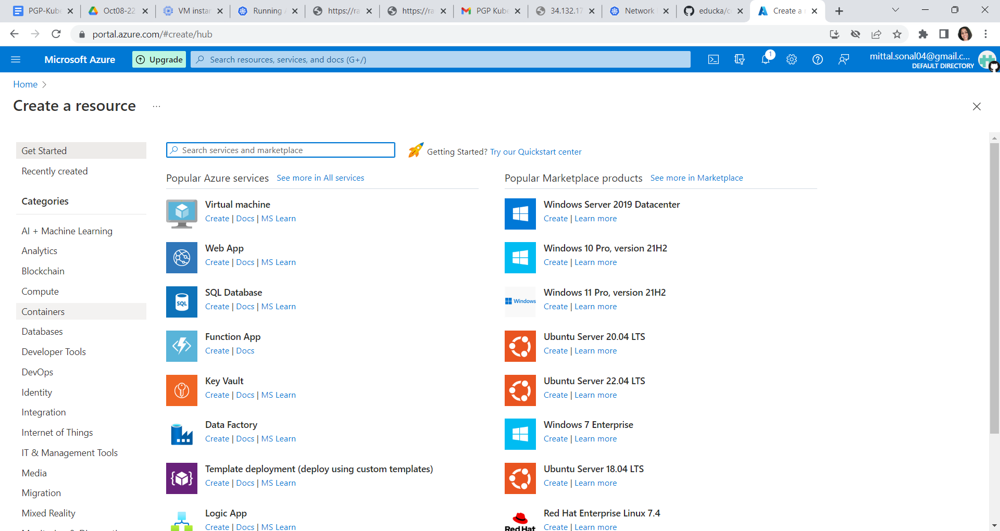 PGP-Kube
Oct08-22
VM instan
Running A
https://ra
https://ra
PGP Kube
34.132.17
Network
educka/c
Create a r
portal.azure.com/#create/hub
Microsoft Azure
Upgrade
Search resources, services, and docs (G+/)
1
mittal.sonal04@gmail.c...
DEFAULT DIRECTORY
Home
Create a resource
...
Get Started
Recently created
Categories
AI + Machine Learning
Analytics
Blockchain
Compute
Containers
Databases
Developer Tools
DevOps
Identity
Integration
Internet of Things
IT & Management Tools
Media
Migration
Mixed Reality
Search services and marketplace
Getting Started? Try our Quickstart center
Popular Azure services See more in All services
Virtual machine
Create | Docs | MS Learn
Web App
Create | Docs | MS Learn
SQL
SQL Database
Create | Docs | MS Learn
Function App
Create | Docs
Key Vault
Create | Docs | MS Learn
Data Factory
Create | Docs | MS Learn
Template deployment (deploy using custom templates)
Create | Docs | MS Learn
Logic App
Create | Docs | MS Learn
Popular Marketplace products See more in Marketplace
Windows Server 2019 Datacenter
Create | Learn more
Windows 10 Pro, version 21H2
Create | Learn more
Windows
Windows 11 Pro, version 21H2
Create | Learn more
Ubuntu Server 20.04 LTS
Create | Learn more
Ubuntu Server 22.04 LTS
Create | Learn more
Windows 7 Enterprise
Create | Learn more
Ubuntu Server 18.04 LTS
Create | Learn more
Red Hat
Red Hat Enterprise Linux 7.4
Create | Learn more